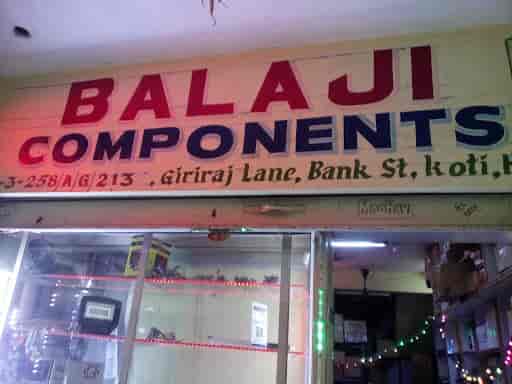 BALAJI
COMPONENTS
-3-258/A/G/213, Giriraj Lane, Bank St, koti, H